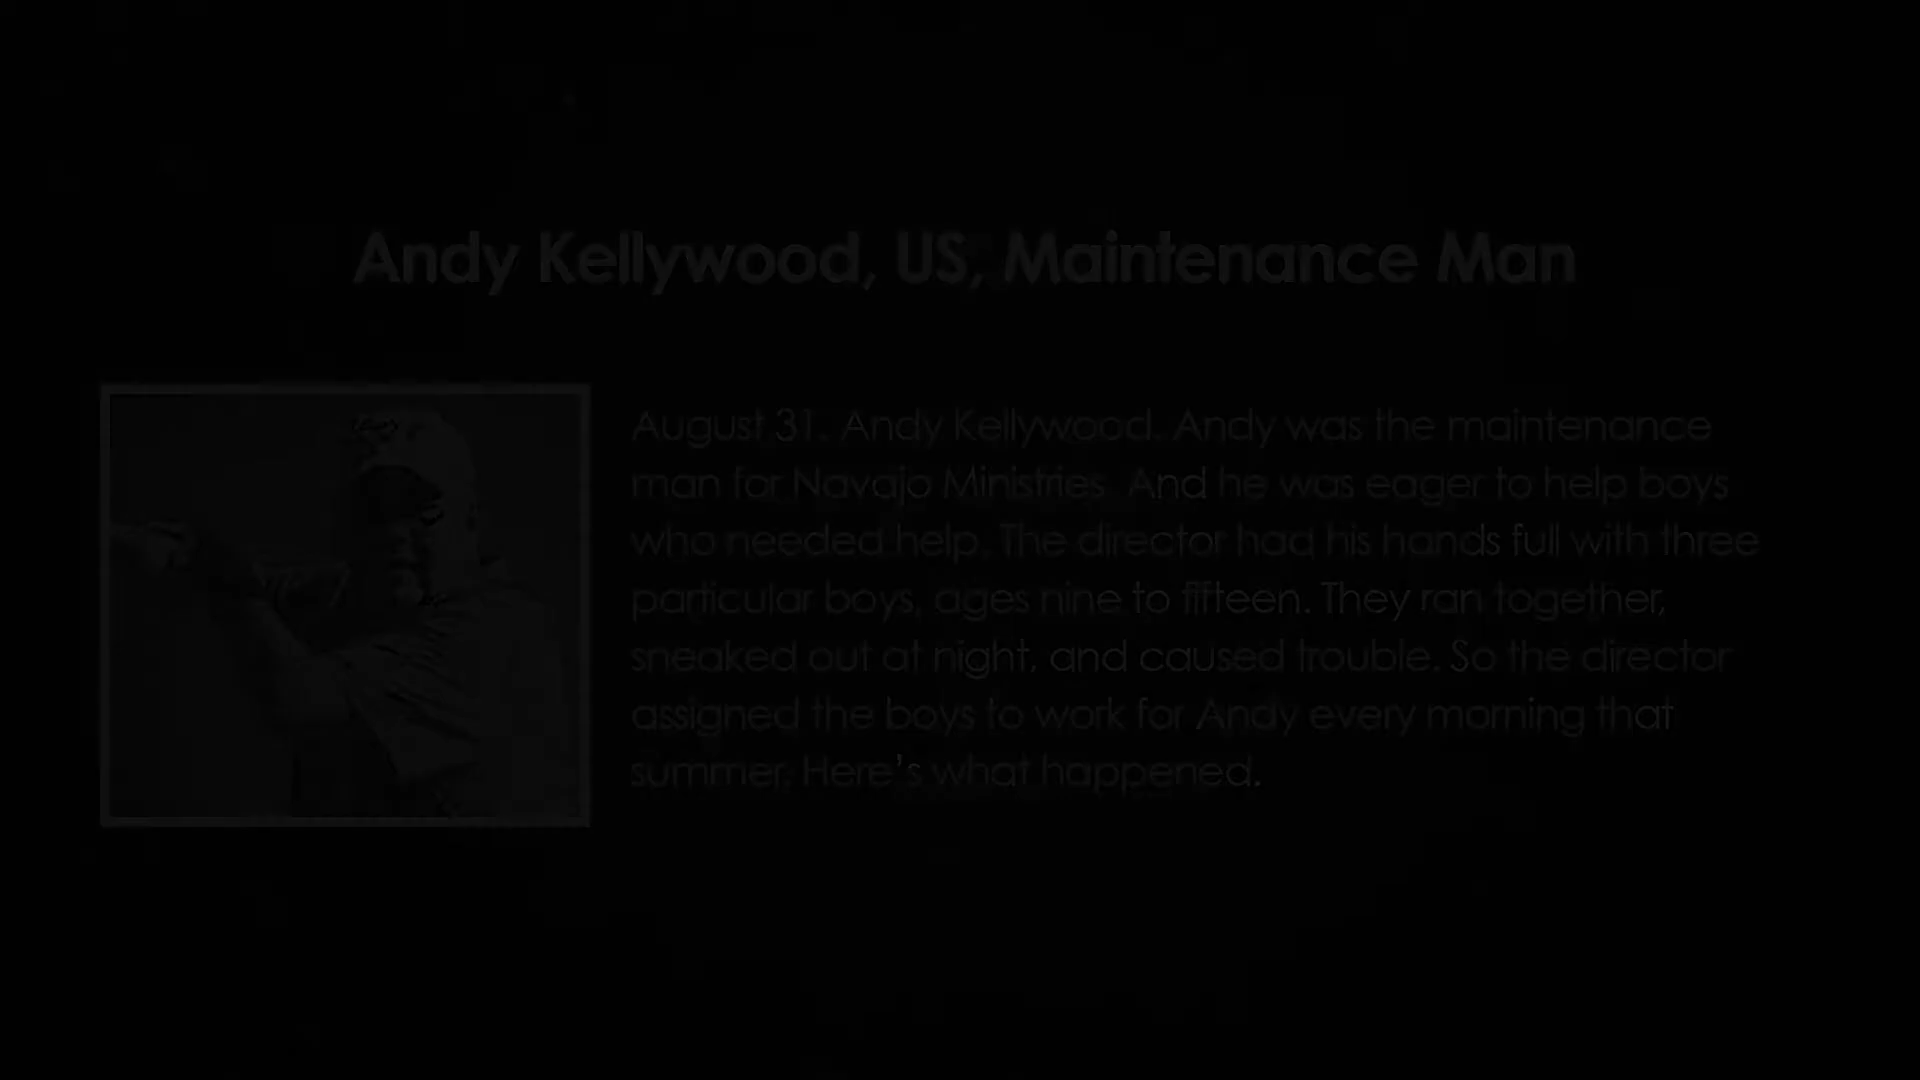 Andy Kellywood, US, Maintenance Man
August 31. Andy Kellywood. Andy was the maintenance
man for Navajo Ministries. And he was eager to help boys
who needed help. The director had his hands full with three
particular boys, ages nine to fifteen. They ran together,
sneaked out at night, and caused trouble. So the director
assigned the boys to work for Andy every morning that
summer. Here’s what happened.